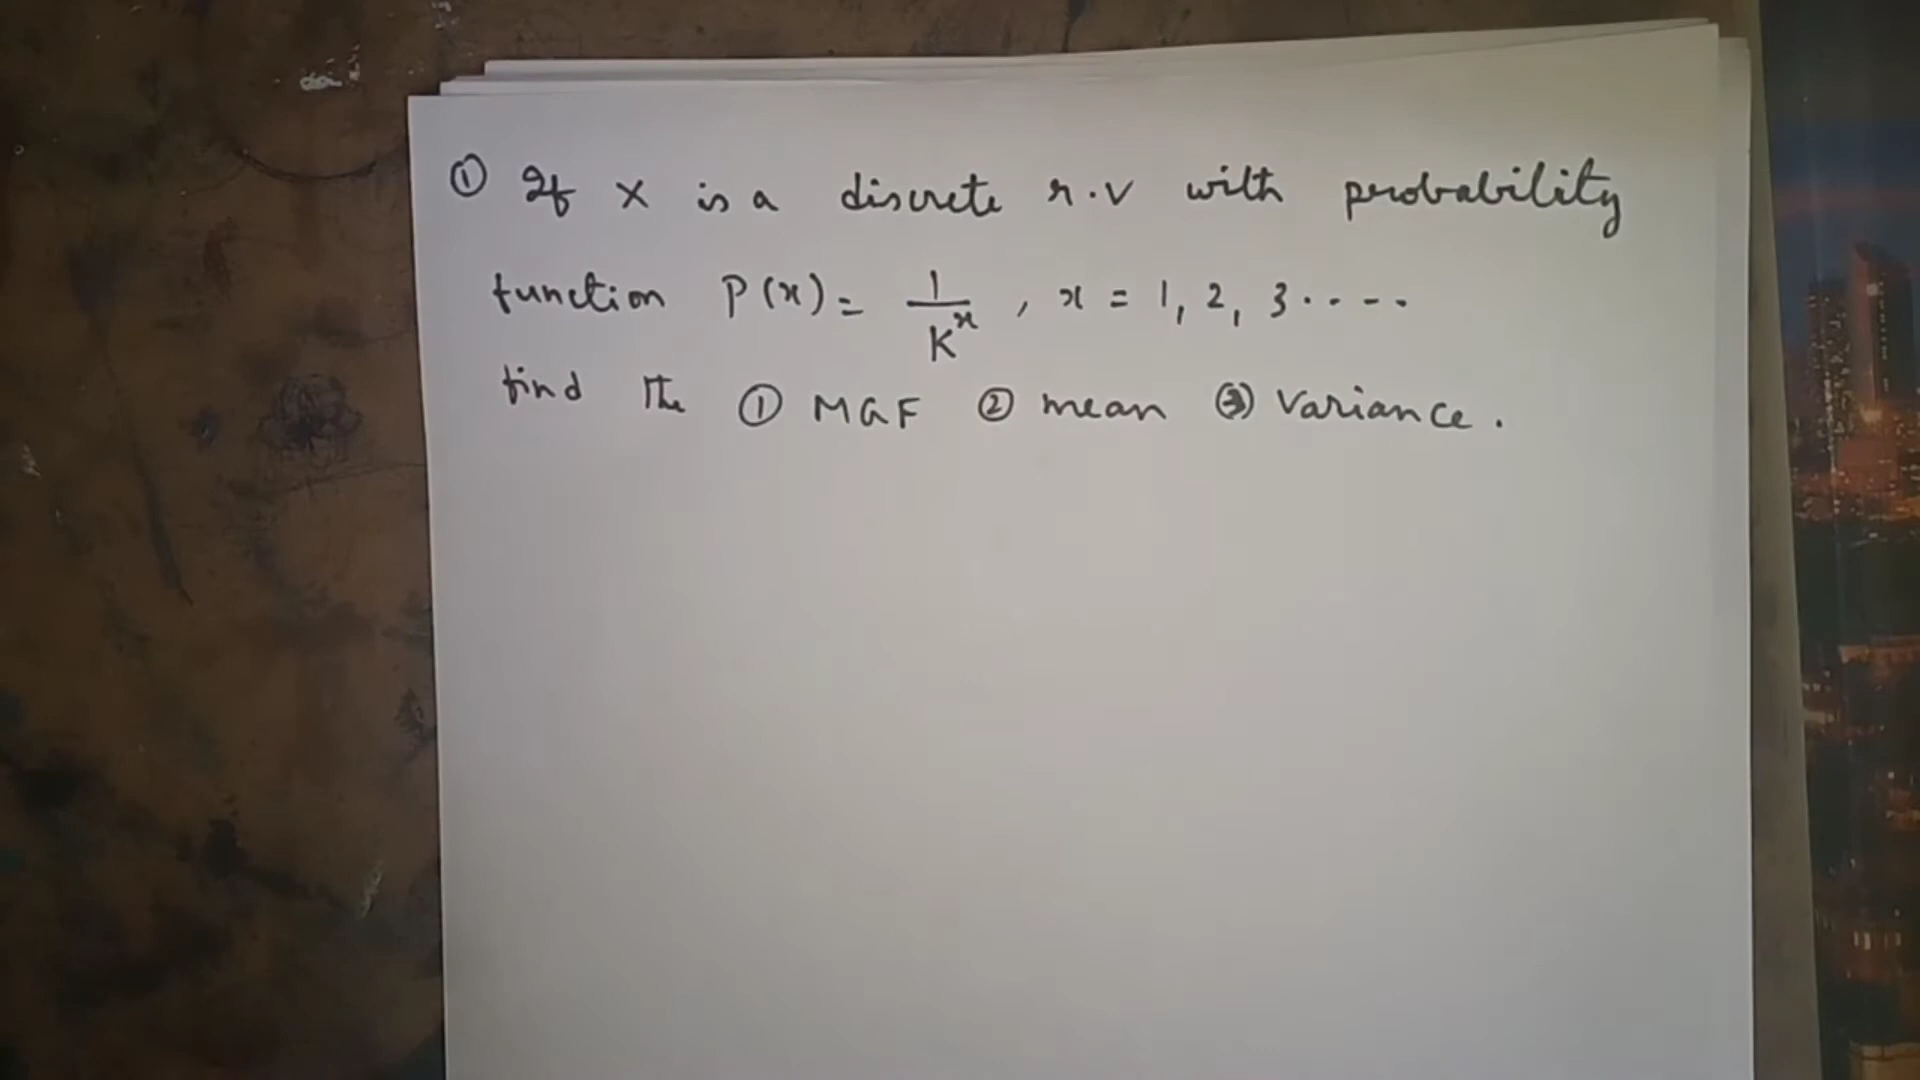 ① If X is a discrete r.v with probability
function P(x) = 1/K^x , x = 1, 2, 3 . . . .
find the ① MGF ② mean ③ variance .